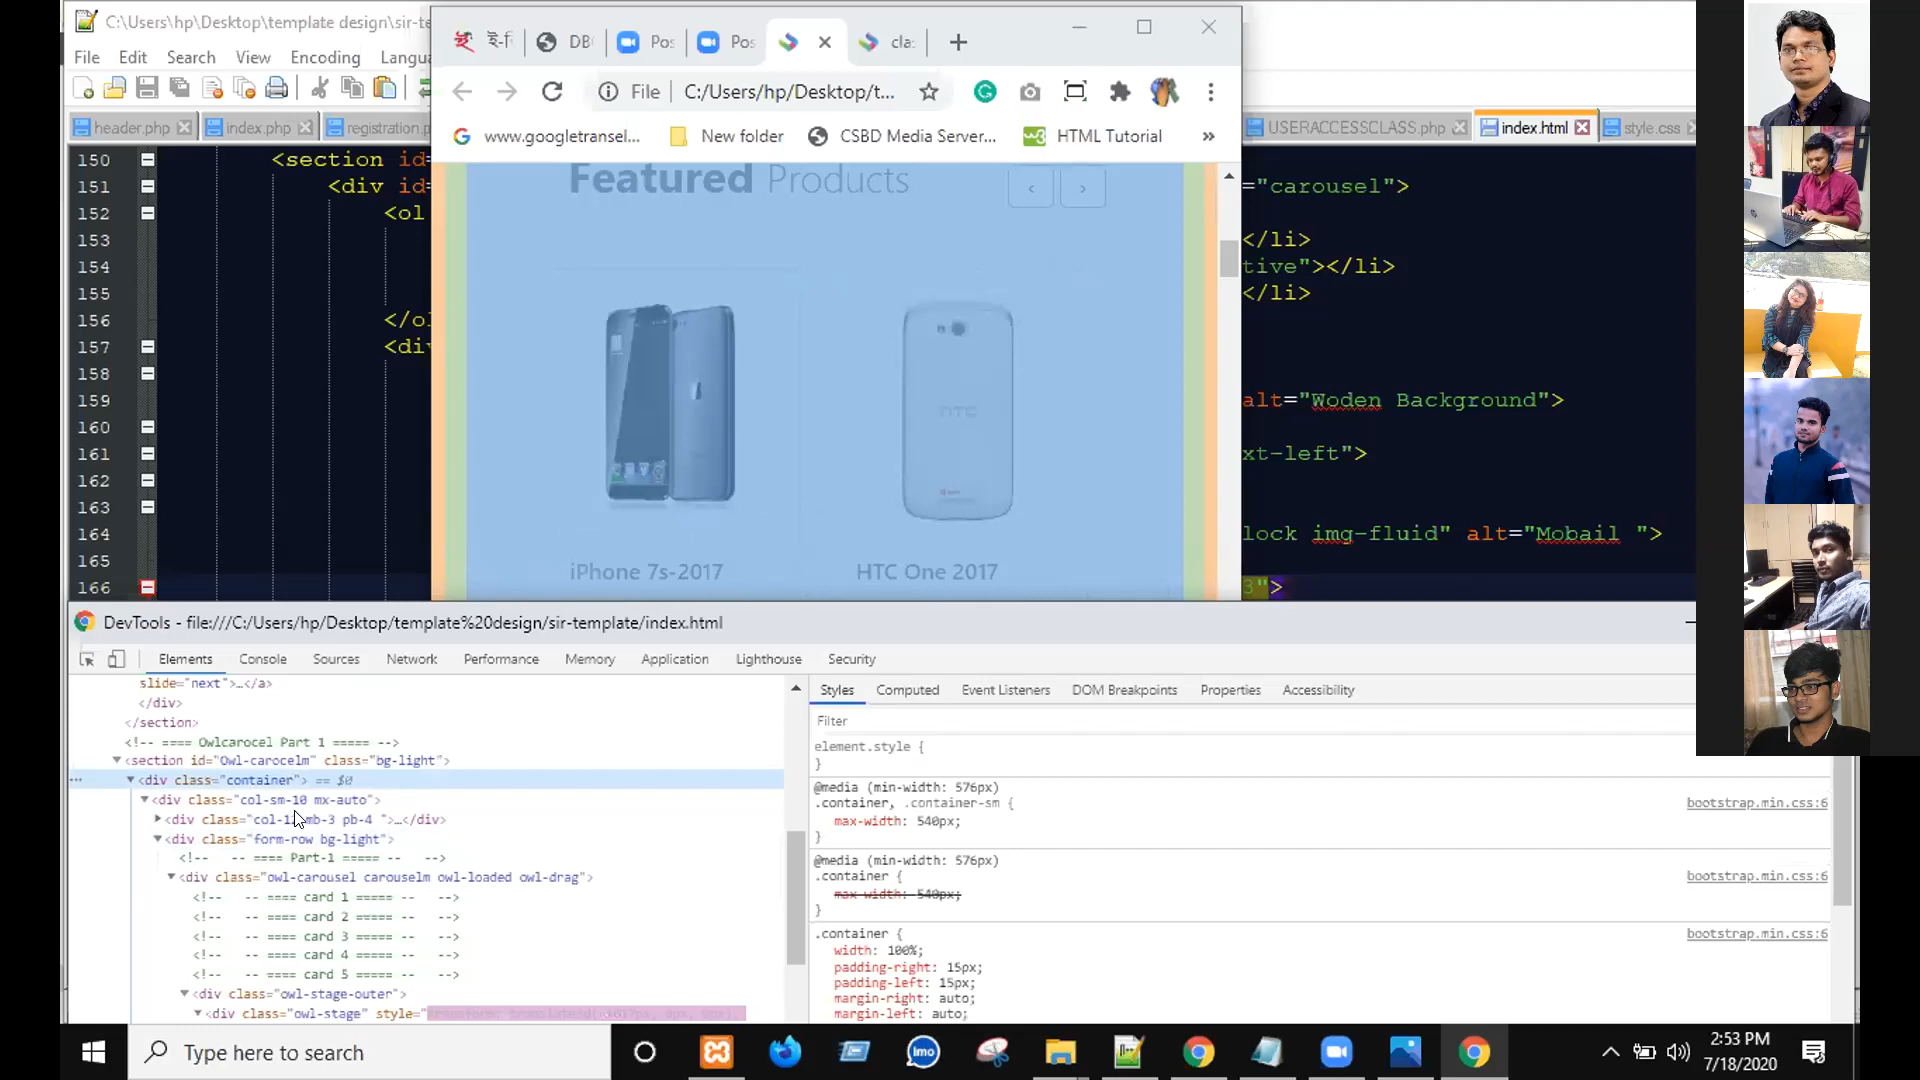 C:\Users\hp\Desktop\template design\sir-te
File Edit Search View Encoding Langua
header.php index.php registration.p
150 <section id=
151 <div id=
152 <ol
153
154
155
156 </ol
157 <div
158
159
160
161
162
163
164
165
166
DB Pos Pos cla:
File C:/Users/hp/Desktop/t...
www.googletransel... New folder CSBD Media Server... HTML Tutorial »
Featured Products
‹ ›
HTC
iPhone 7s-2017 HTC One 2017
USERACCESSCLASS.php index.html style.css
="carousel">
</li>
tive"></li>
</li>
alt="Woden Background">
xt-left">
lock img-fluid" alt="Mobail ">
3">
DevTools - file:///C:/Users/hp/Desktop/template%20design/sir-template/index.html
Elements Console Sources Network Performance Memory Application Lighthouse Security
slide="next">…</a>
</div>
</section>
<!-- ==== Owlcarocel Part 1 ===== -->
<section id="Owl-carocelm" class="bg-light">
<div class="container"> == $0
<div class="col-sm-10 mx-auto">
<div class="col-12 mb-3 pb-4 ">…</div>
<div class="form-row bg-light">
<!-- -- ==== Part-1 ===== -- -->
<div class="owl-carousel carouselm owl-loaded owl-drag">
<!-- -- ==== card 1 ===== -- -->
<!-- -- ==== card 2 ===== -- -->
<!-- -- ==== card 3 ===== -- -->
<!-- -- ==== card 4 ===== -- -->
<!-- -- ==== card 5 ===== -- -->
<div class="owl-stage-outer">
<div class="owl-stage" style="
Styles Computed Event Listeners DOM Breakpoints Properties Accessibility
Filter
element.style {
}
@media (min-width: 576px)
.container, .container-sm { bootstrap.min.css:6
max-width: 540px;
}
@media (min-width: 576px)
.container { bootstrap.min.css:6
max-width: 540px;
}
.container { bootstrap.min.css:6
width: 100%;
padding-right: 15px;
padding-left: 15px;
margin-right: auto;
margin-left: auto;
Type here to search
imo
2:53 PM
7/18/2020